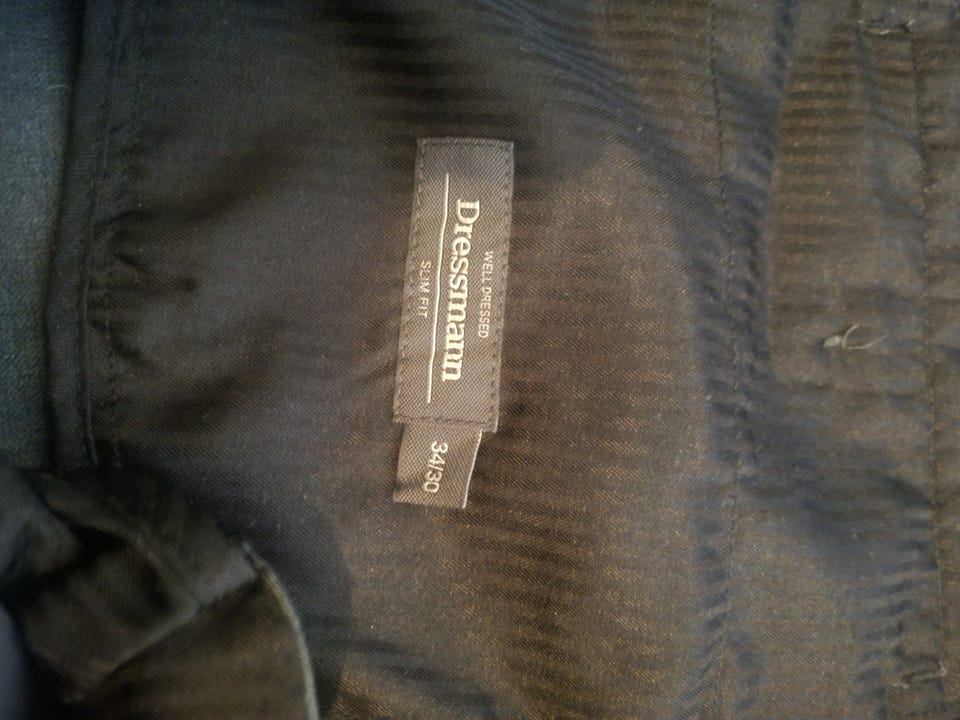 WELL DRESSED
Dressmann
SLIM FIT
34/30